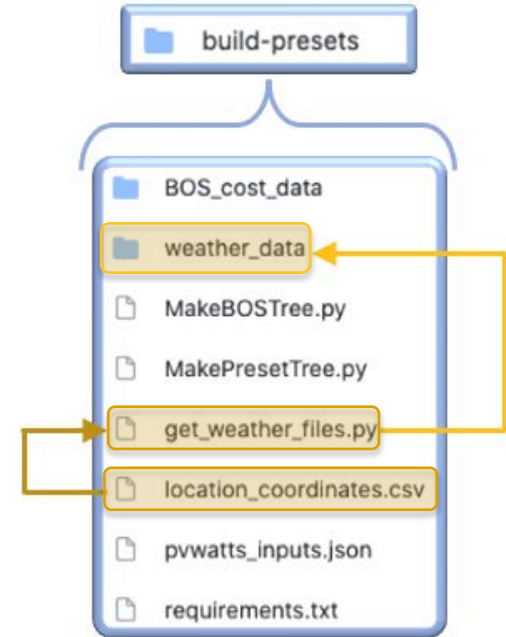 build-presets
BOS_cost_data
weather_data
MakeBOSTree.py
MakePresetTree.py
get_weather_files.py
location_coordinates.csv
pvwatts_inputs.json
requirements.txt